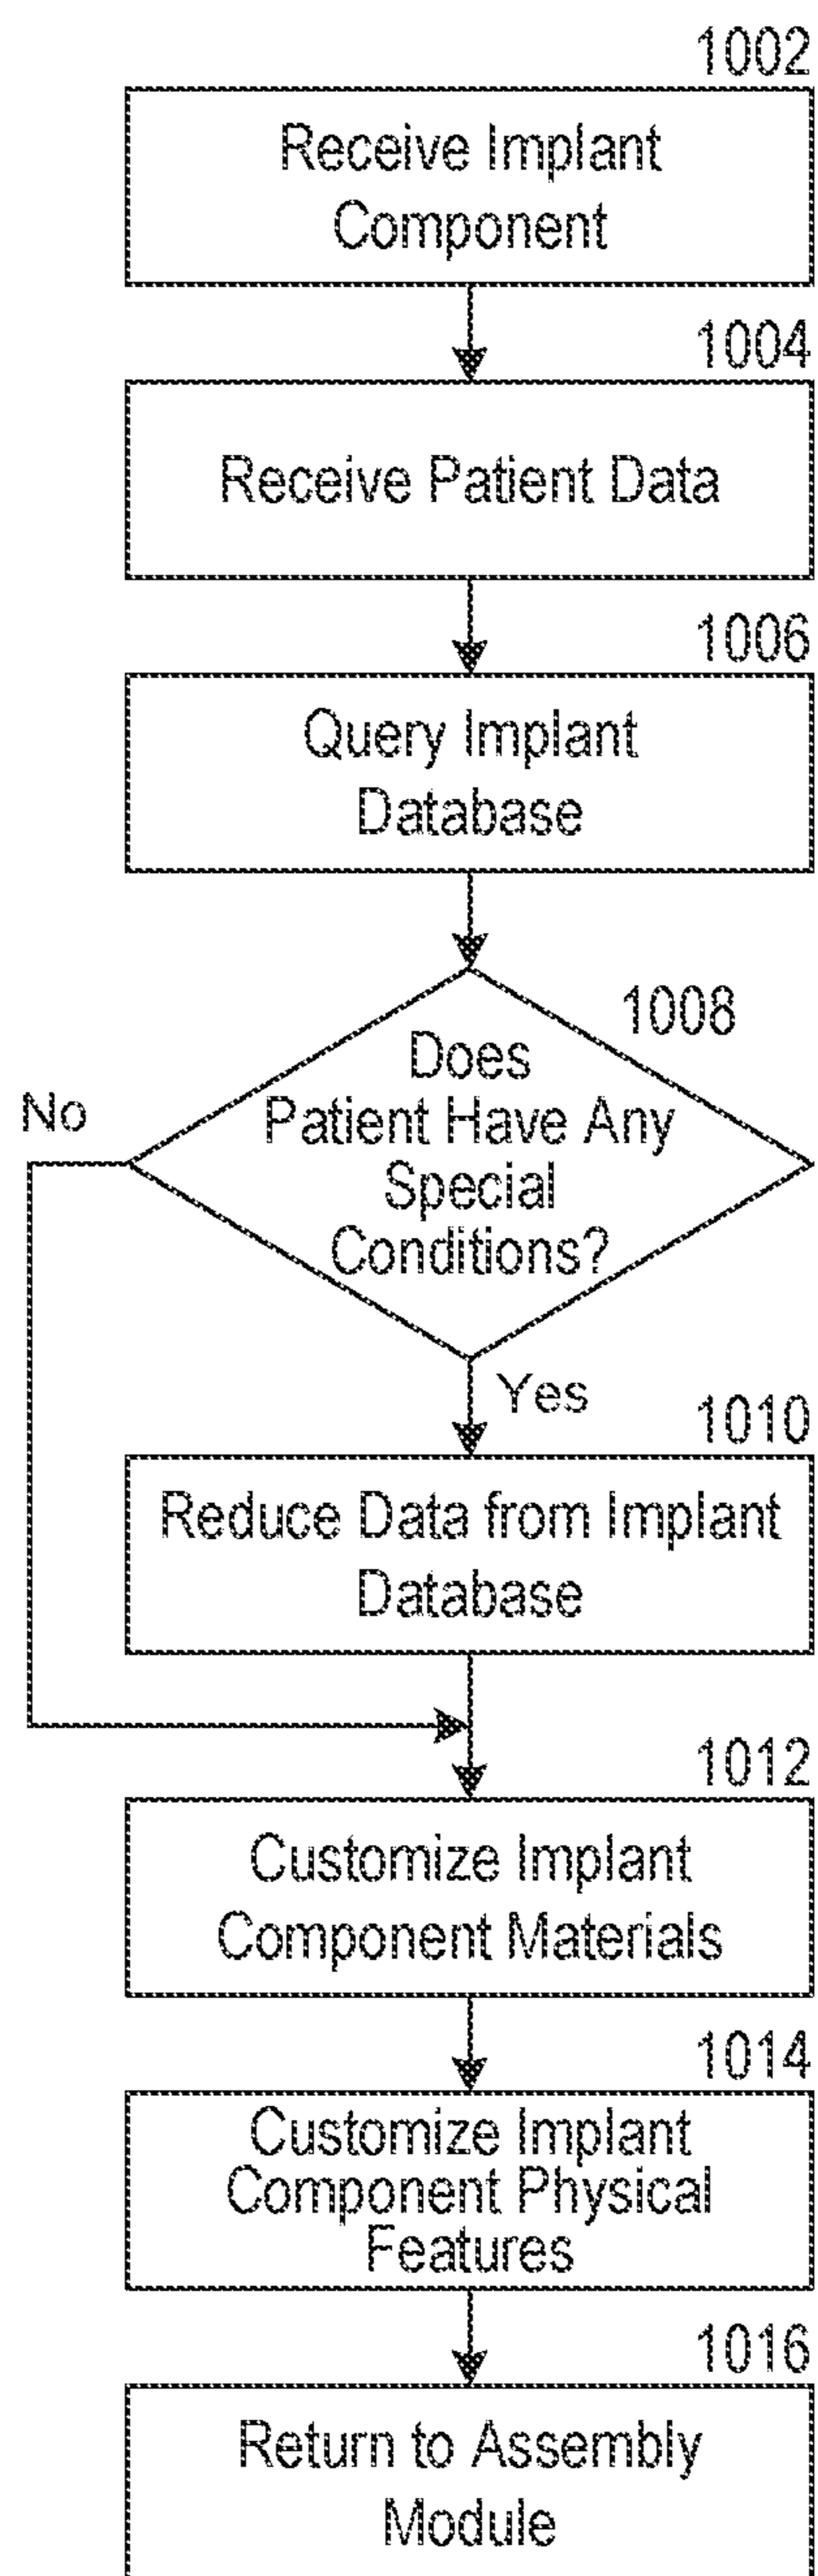 1002
Receive Implant
Component
1004
Receive Patient Data
1006
Query Implant
Database
1008
Does
Patient Have Any
Special
Conditions?
No
Yes
1010
Reduce Data from Implant
Database
1012
Customize Implant
Component Materials
1014
Customize Implant
Component Physical
Features
1016
Return to Assembly
Module